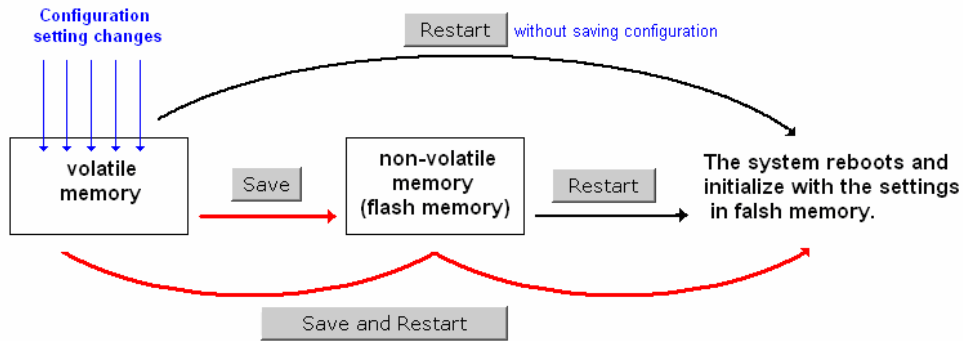 Configuration
setting changes
Restart
without saving configuration
volatile
memory
Save
non-volatile
memory
(flash memory)
Restart
The system reboots and
initialize with the settings
in falsh memory.
Save and Restart